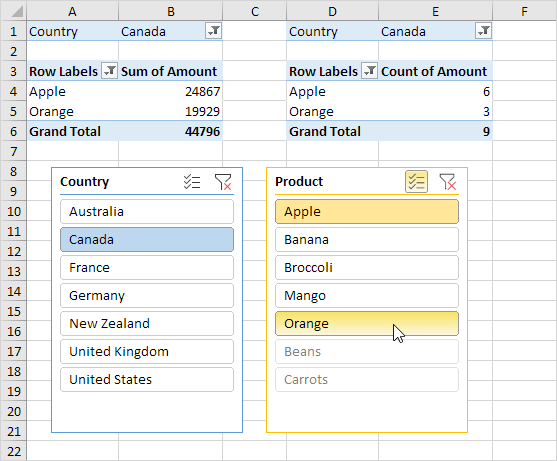 A B C D E F
1 Country Canada Country Canada
2
3 Row Labels Sum of Amount Row Labels Count of Amount
4 Apple 24867 Apple 6
5 Orange 19929 Orange 3
6 Grand Total 44796 Grand Total 9
7
8 Country Product
9
10 Australia Apple
11 Canada Banana
12
13 France Broccoli
14 Germany Mango
15 New Zealand Orange
16
17 United Kingdom Beans
18 United States Carrots
19
20
21
22